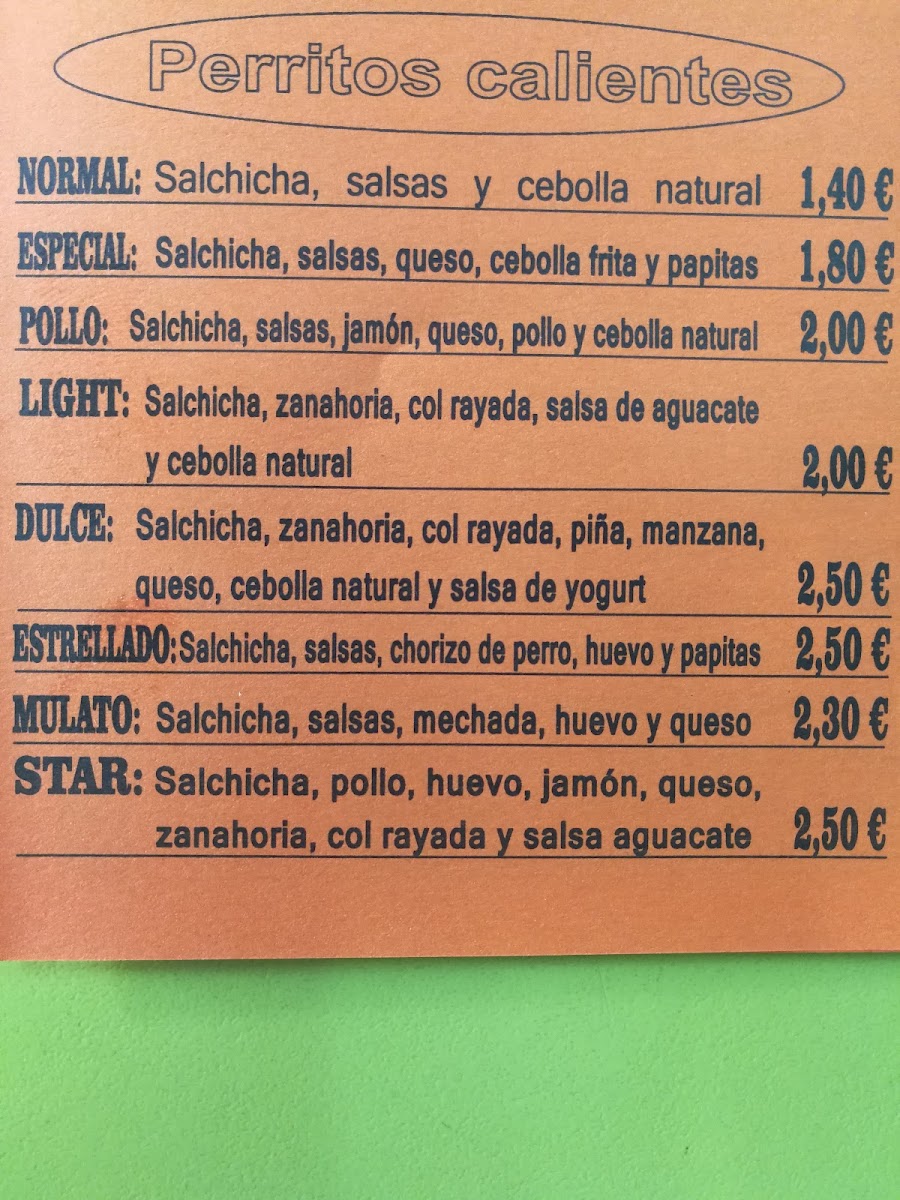 Perritos calientes
NORMAL: Salchicha, salsas y cebolla natural 1,40 €
ESPECIAL: Salchicha, salsas, queso, cebolla frita y papitas 1,80 €
POLLO: Salchicha, salsas, jamón, queso, pollo y cebolla natural 2,00 €
LIGHT: Salchicha, zanahoria, col rayada, salsa de aguacate
y cebolla natural 2,00 €
DULCE: Salchicha, zanahoria, col rayada, piña, manzana,
queso, cebolla natural y salsa de yogurt 2,50 €
ESTRELLADO: Salchicha, salsas, chorizo de perro, huevo y papitas 2,50 €
MULATO: Salchicha, salsas, mechada, huevo y queso 2,30 €
STAR: Salchicha, pollo, huevo, jamón, queso,
zanahoria, col rayada y salsa aguacate 2,50 €